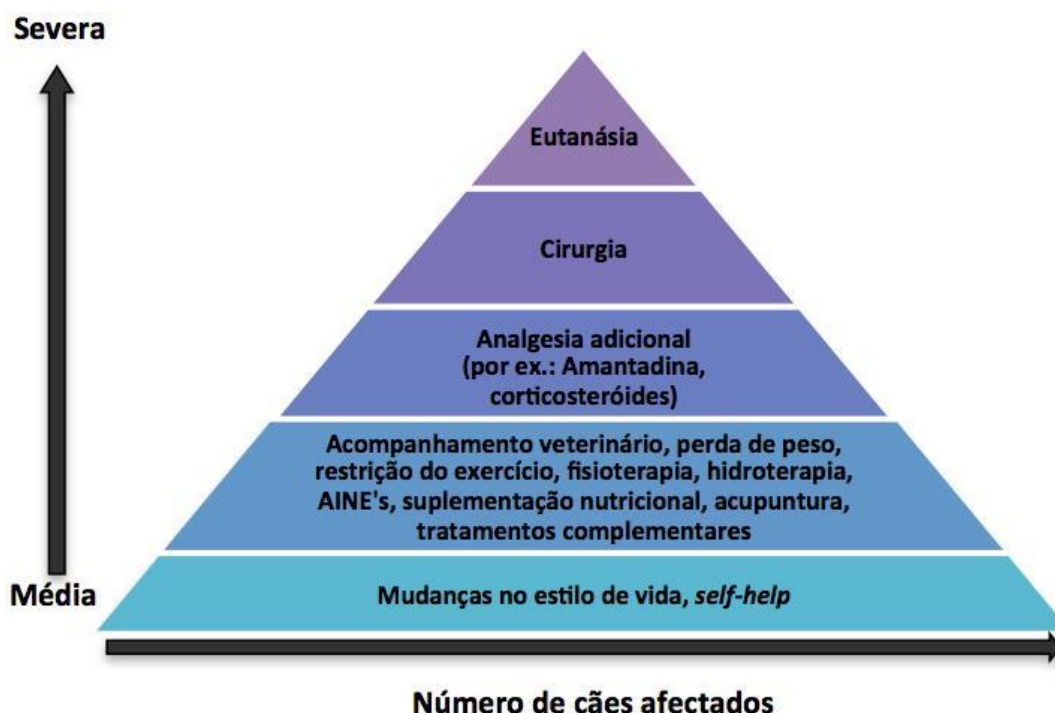 Severa
Eutanásia
Cirurgia
Analgesia adicional
(por ex.: Amantadina,
corticosteróides)
Acompanhamento veterinário, perda de peso,
restrição do exercício, fisioterapia, hidroterapia,
AINE's, suplementação nutricional, acupuntura,
tratamentos complementares
Média
Mudanças no estilo de vida, self-help
Número de cães afectados